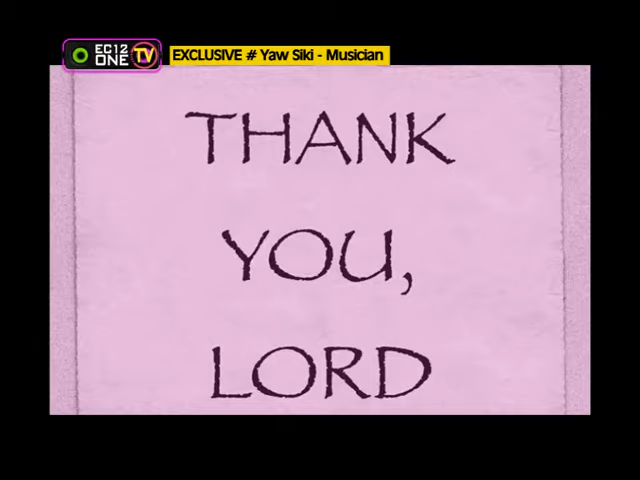 EC12
ONE TV
EXCLUSIVE # Yaw Siki - Musician
THANK
YOU,
LORD